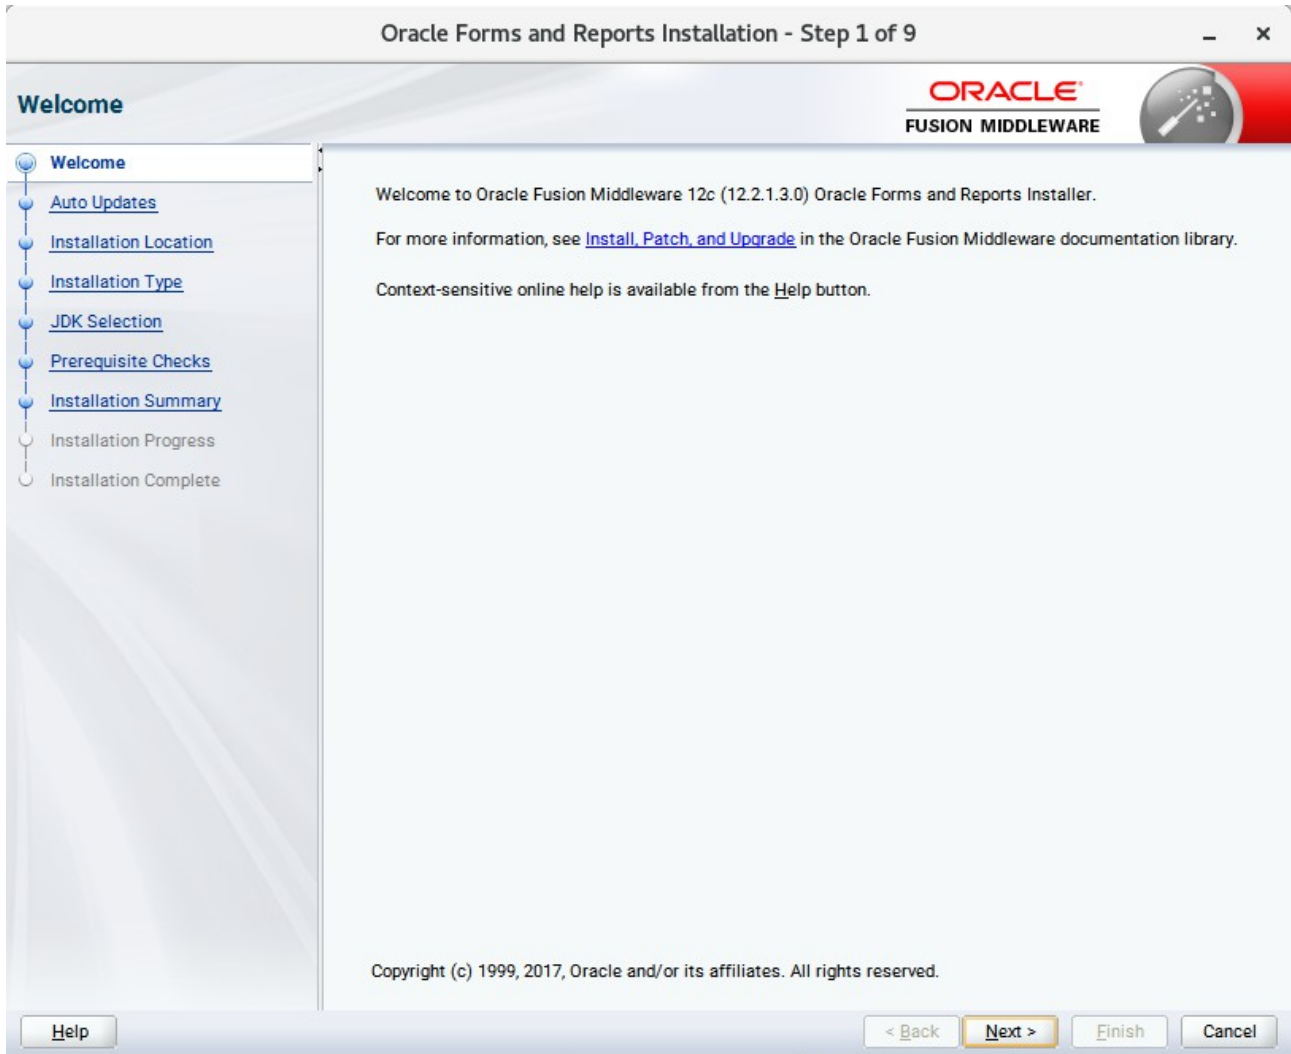 Oracle Forms and Reports Installation - Step 1 of 9
Welcome
ORACLE
FUSION MIDDLEWARE
Welcome
Auto Updates
Installation Location
Installation Type
JDK Selection
Prerequisite Checks
Installation Summary
Installation Progress
Installation Complete
Welcome to Oracle Fusion Middleware 12c (12.2.1.3.0) Oracle Forms and Reports Installer.
For more information, see Install, Patch, and Upgrade in the Oracle Fusion Middleware documentation library.
Context-sensitive online help is available from the Help button.
Copyright (c) 1999, 2017, Oracle and/or its affiliates. All rights reserved.
Help
< Back
Next >
Finish
Cancel